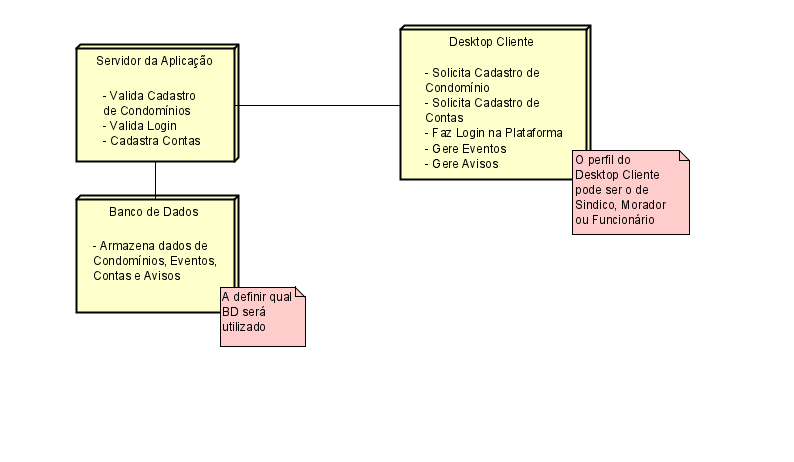 Servidor da Aplicação
- Valida Cadastro
de Condomínios
- Valida Login
- Cadastra Contas
Desktop Cliente
- Solicita Cadastro de
Condomínio
- Solicita Cadastro de
Contas
- Faz Login na Plataforma
- Gere Eventos
- Gere Avisos
O perfil do
Desktop Cliente
pode ser o de
Sindico, Morador
ou Funcionário
Banco de Dados
- Armazena dados de
Condomínios, Eventos,
Contas e Avisos
A definir qual
BD será
utilizado